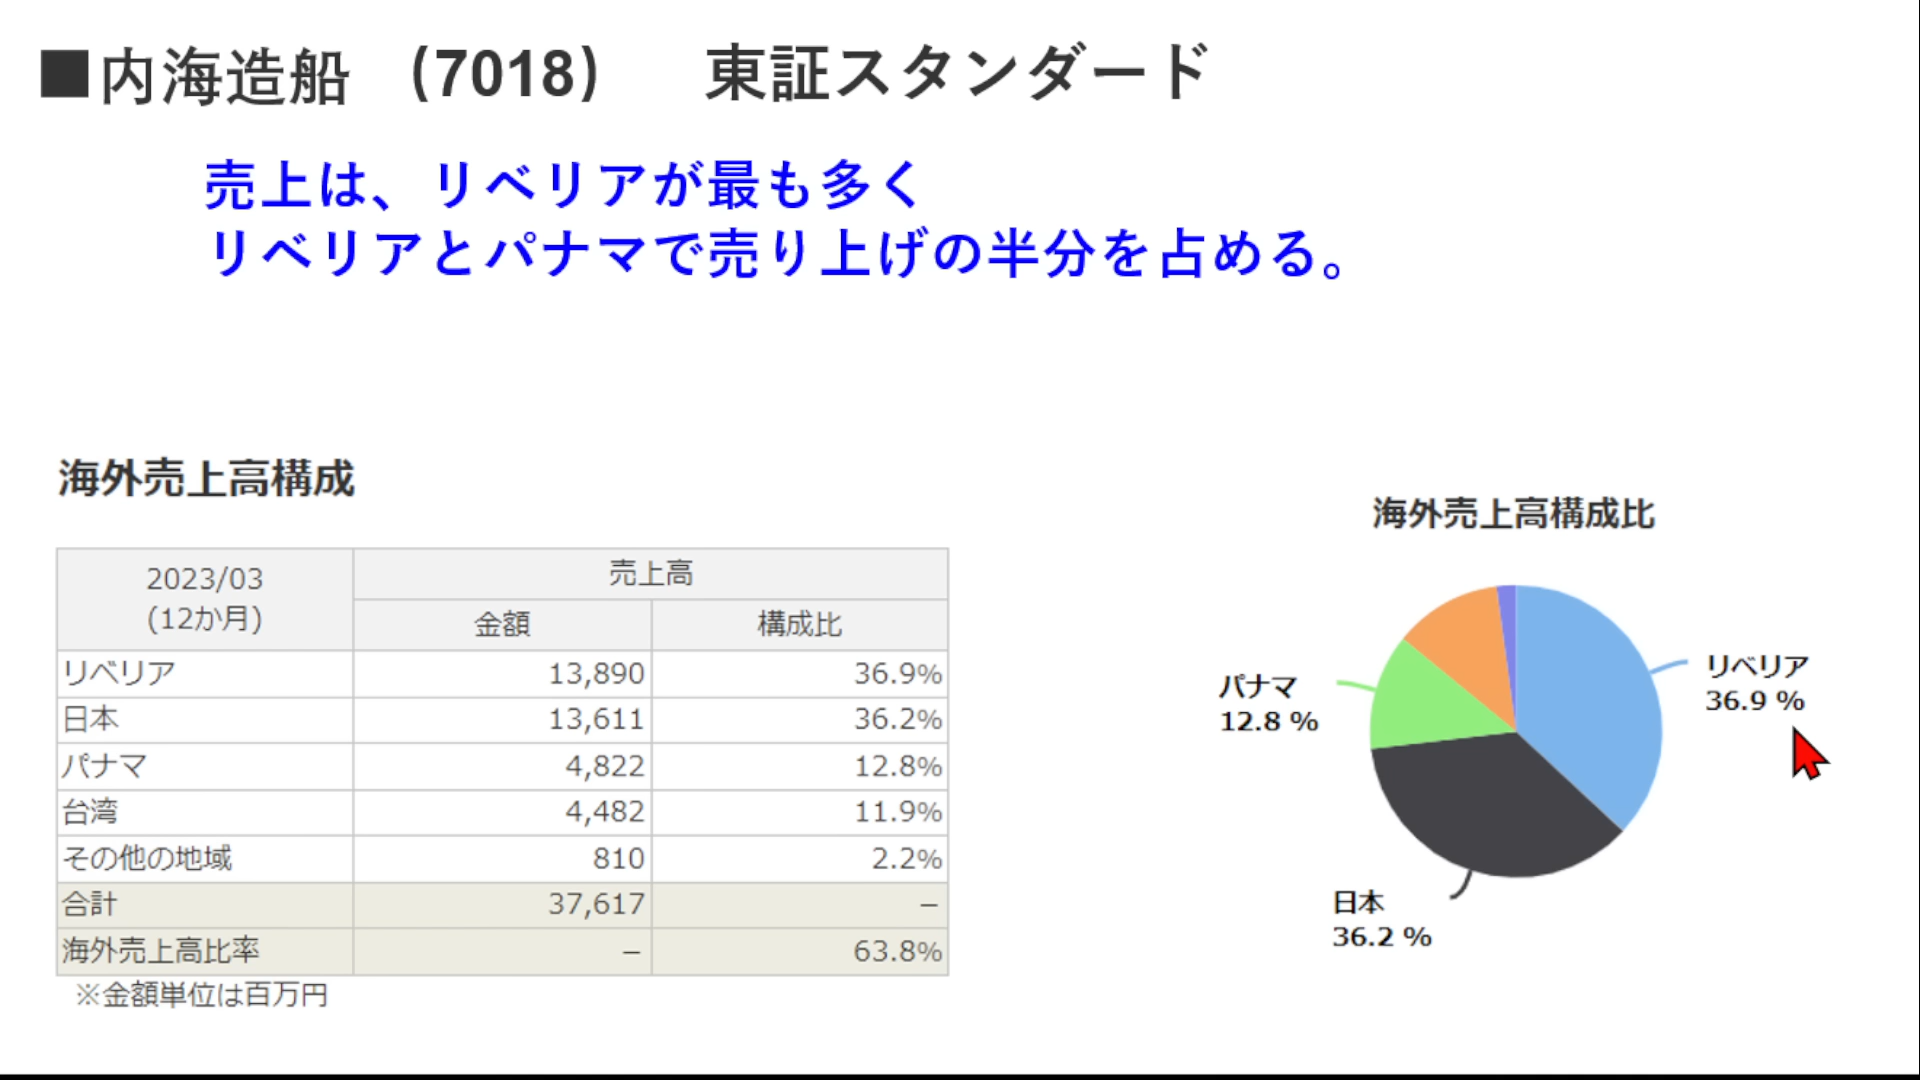 ■内海造船 (7018) 東証スタンダード
売上は、リベリアが最も多く
リベリアとパナマで売り上げの半分を占める。
海外売上高構成
2023/03
(12か月)
売上高
金額 構成比
リベリア 13,890 36.9%
日本 13,611 36.2%
パナマ 4,822 12.8%
台湾 4,482 11.9%
その他の地域 810 2.2%
合計 37,617 –
海外売上高比率 – 63.8%
※金額単位は百万円
海外売上高構成比
リベリア
36.9 %
パナマ
12.8 %
日本
36.2 %